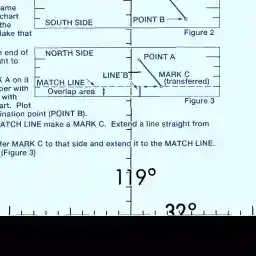 ame
chart
the
SOUTH SIDE
POINT B
lake that
Figure 2
e end of
ht to
NORTH SIDE
POINT A
LINE B
K A on it
MARK C
per with
MATCH LINE
(transferred)
with
Overlap area
art. Plot
Figure 3
ination point (POINT B).
ATCH LINE make a MARK C. Extend a line straight from
fer MARK C to that side and extend it to the MATCH LINE.
(Figure 3)
119°
32°